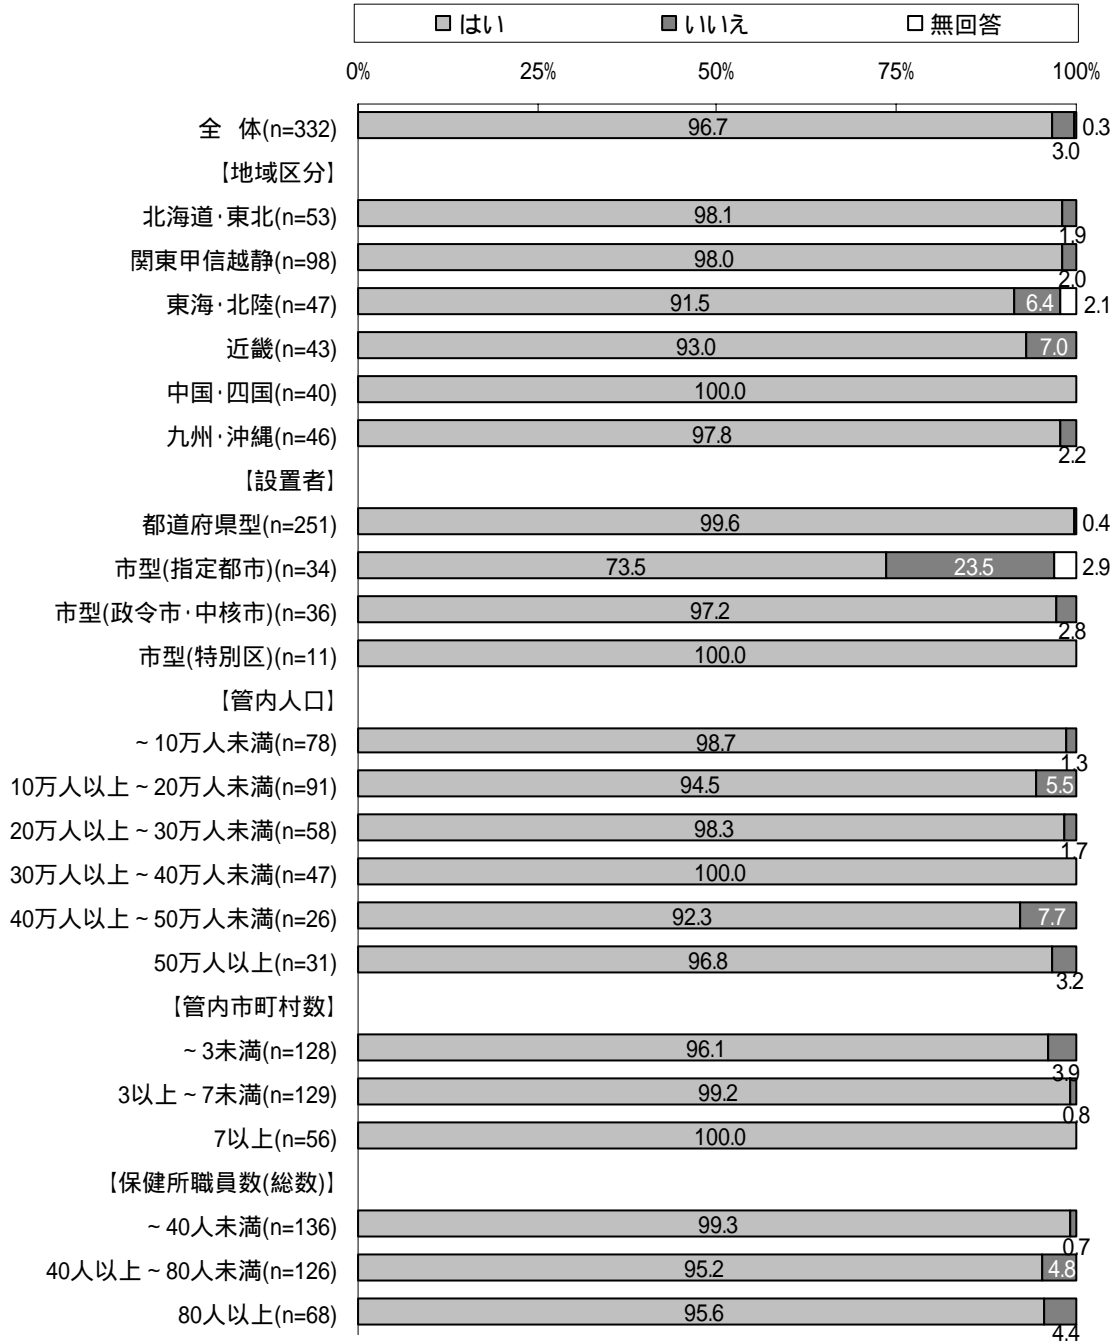 はい いいえ 無回答
0% 25% 50% 75% 100%
全 体(n=332) 96.7 3.0 0.3
【地域区分】
北海道･東北(n=53) 98.1 1.9
関東甲信越静(n=98) 98.0 2.0
東海･北陸(n=47) 91.5 6.4 2.1
近畿(n=43) 93.0 7.0
中国･四国(n=40) 100.0
九州･沖縄(n=46) 97.8 2.2
【設置者】
都道府県型(n=251) 99.6 0.4
市型(指定都市)(n=34) 73.5 23.5 2.9
市型(政令市･中核市)(n=36) 97.2 2.8
市型(特別区)(n=11) 100.0
【管内人口】
~10万人未満(n=78) 98.7 1.3
10万人以上~20万人未満(n=91) 94.5 5.5
20万人以上~30万人未満(n=58) 98.3 1.7
30万人以上~40万人未満(n=47) 100.0
40万人以上~50万人未満(n=26) 92.3 7.7
50万人以上(n=31) 96.8 3.2
【管内市町村数】
~3未満(n=128) 96.1 3.9
3以上~7未満(n=129) 99.2 0.8
7以上(n=56) 100.0
【保健所職員数(総数)】
~40人未満(n=136) 99.3 0.7
40人以上~80人未満(n=126) 95.2 4.8
80人以上(n=68) 95.6 4.4